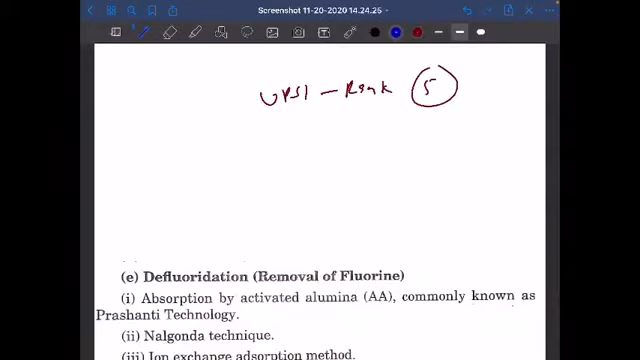 Screenshot 11-20-2020 14.24.25
UPSI — Rank 5
(e) Defluoridation (Removal of Fluorine)
(i) Absorption by activated alumina (AA), commonly known as
Prashanti Technology.
(ii) Nalgonda technique.
(iii) Ion exchange adsorption method.